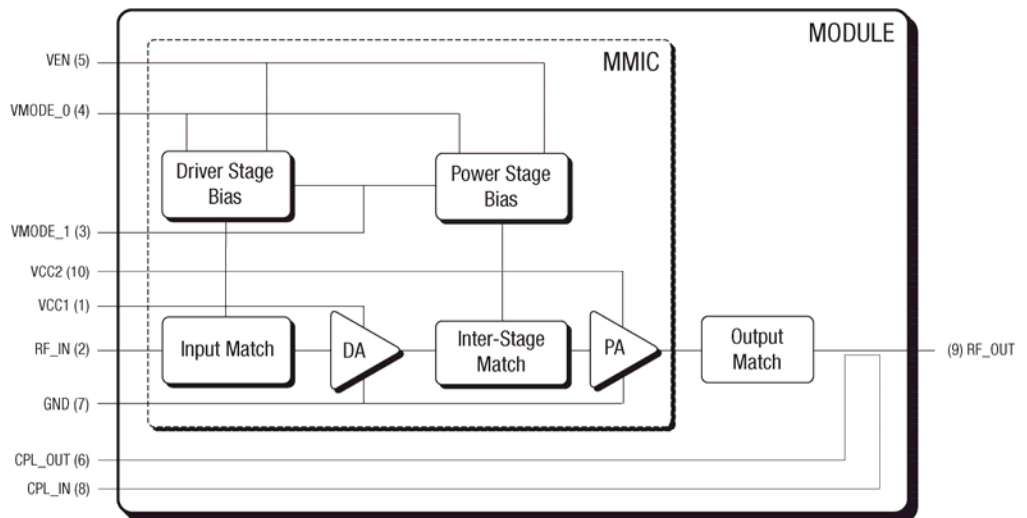 MODULE
MMIC
VEN (5)
VMODE_0 (4)
Driver Stage
Bias
Power Stage
Bias
VMODE_1 (3)
VCC2 (10)
VCC1 (1)
RF_IN (2)
Input Match
DA
Inter-Stage
Match
PA
Output
Match
(9) RF_OUT
GND (7)
CPL_OUT (6)
CPL_IN (8)